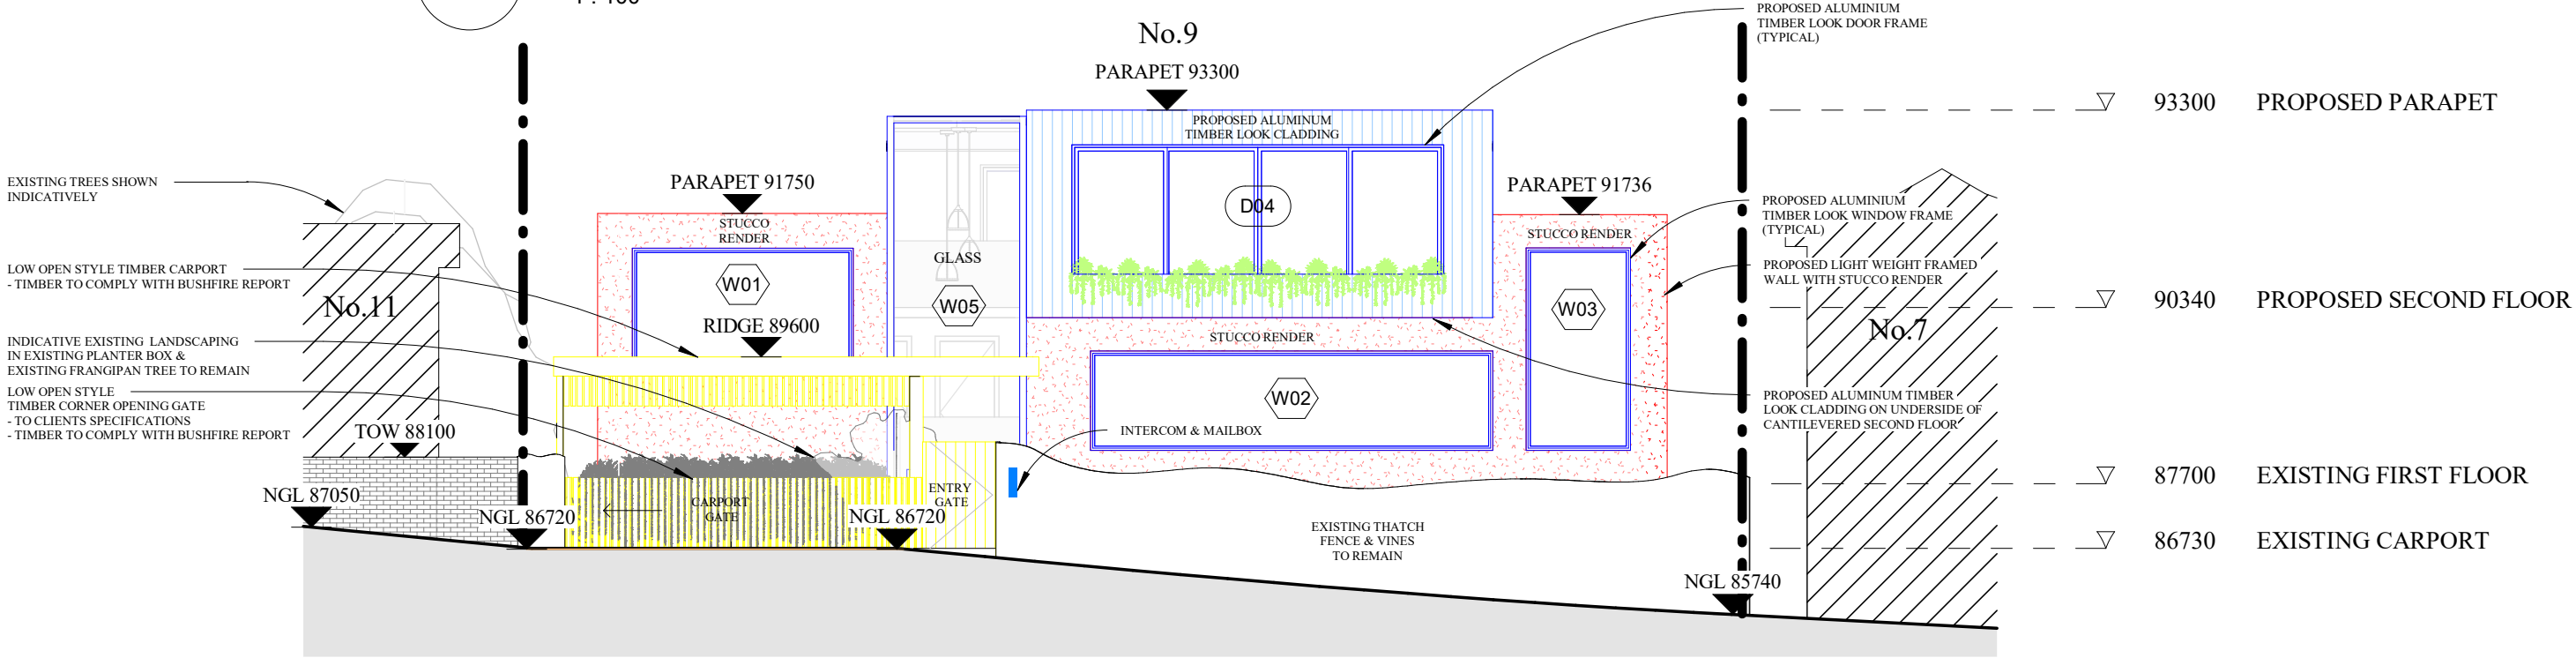 No.9
PARAPET 93300
PROPOSED ALUMINIUM
TIMBER LOOK DOOR FRAME
(TYPICAL)
93300 PROPOSED PARAPET
PROPOSED ALUMINUM
TIMBER LOOK CLADDING
EXISTING TREES SHOWN
INDICATIVELY
PARAPET 91750
STUCCO
RENDER
D04
PARAPET 91736
STUCCO RENDER
PROPOSED ALUMINIUM
TIMBER LOOK WINDOW FRAME
(TYPICAL)
LOW OPEN STYLE TIMBER CARPORT
- TIMBER TO COMPLY WITH BUSHFIRE REPORT
No.11
W01
GLASS
W05
W03
PROPOSED LIGHT WEIGHT FRAMED
WALL WITH STUCCO RENDER
90340 PROPOSED SECOND FLOOR
No.7
RIDGE 89600
STUCCO RENDER
INDICATIVE EXISTING LANDSCAPING
IN EXISTING PLANTER BOX &
EXISTING FRANGIPAN TREE TO REMAIN
LOW OPEN STYLE
TIMBER CORNER OPENING GATE
- TO CLIENTS SPECIFICATIONS
- TIMBER TO COMPLY WITH BUSHFIRE REPORT
TOW 88100
W02
INTERCOM & MAILBOX
PROPOSED ALUMINUM TIMBER
LOOK CLADDING ON UNDERSIDE OF
CANTILEVERED SECOND FLOOR
87700 EXISTING FIRST FLOOR
NGL 87050
NGL 86720
CARPORT
GATE
NGL 86720
ENTRY
GATE
EXISTING THATCH
FENCE & VINES
TO REMAIN
86730 EXISTING CARPORT
NGL 85740